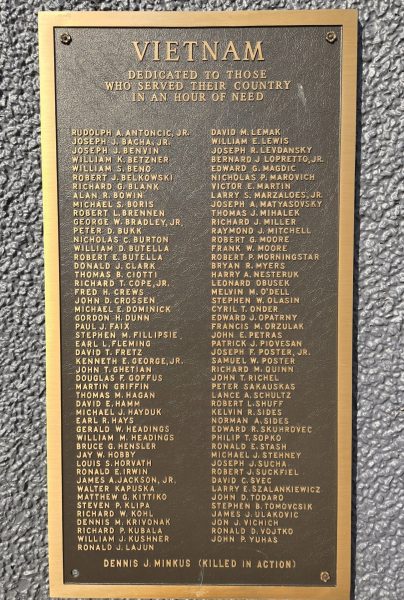 VIETNAM
DEDICATED TO THOSE
WHO SERVED THEIR COUNTRY
IN AN HOUR OF NEED
RUDOLPH A. ANTONCIC, JR.
JOSEPH J. BACHA, JR.
JOSEPH J. BENVIN
WILLIAM K. BETZNER
WILLIAM S. BENO
ROBERT J. BELKOWSKI
RICHARD G. BLANK
ALAN R. BOWIN
MICHAEL S. BORIS
ROBERT L. BRENNEN
GEORGE W. BRADLEY, JR.
PETER D. BUKK
NICHOLAS C. BURTON
WILLIAM D. BUTELLA
ROBERT E. BUTELLA
DONALD J. CLARK
THOMAS B. CIOTTI
RICHARD T. COPE, JR.
FRED H. CREWS
JOHN D. CROSSEN
MICHAEL E. DOMINICK
GORDON H. DUNN
PAUL J. FAIX
STEPHEN M. FILLIPSIE
EARL L. FLEMING
DAVID T. FRETZ
KENNETH E. GEORGE, JR.
JOHN T. GHETIAN
DOUGLAS F. GOFFUS
MARTIN GRIFFIN
THOMAS M. HAGAN
DAVID E. HAMM
MICHAEL J. HAYDUK
EARL R. HAYS
GERALD W. HEADINGS
WILLIAM M. HEADINGS
BRUCE G. HENSLER
JAY W. HOBBY
LOUIS S. HORVATH
RONALD E. IRWIN
JAMES A. JACKSON, JR.
WALTER KAPUSKA
MATTHEW G. KITTIKO
STEVEN P. KLIPA
RICHARD W. KOHL
DENNIS M. KRIVONAK
RICHARD P. KUBALA
WILLIAM J. KUSHNER
RONALD J. LAJUN
DAVID M. LEMAK
WILLIAM E. LEWIS
JOSEPH R. LEVDANSKY
BERNARD J. LOPRETTO, JR.
EDWARD G. MAGDIC
NICHOLAS P. MAROVICH
VICTOR E. MARTIN
LARRY S. MARZALOES, JR.
JOSEPH A. MATYASOVSKY
THOMAS J. MIHALEK
RICHARD J. MILLER
RAYMOND J. MITCHELL
ROBERT G. MOORE
FRANK W. MOORE
ROBERT P. MORNINGSTAR
BRYAN R. MYERS
HARRY A. NESTERUK
LEONARD OBUSEK
MELVIN M. O'DELL
STEPHEN W. OLASIN
CYRIL T. ONDER
EDWARD J. OPATRNY
FRANCIS M. ORZULAK
JOHN E. PETRAS
PATRICK J. PIOVESAN
JOSEPH F. POSTER, JR.
SAMUEL W. POSTER
RICHARD M. QUINN
JOHN T. RICHEL
PETER SAKAUSKAS
LANCE A. SCHULTZ
ROBERT L. SHUFF
KELVIN R. SIDES
NORMAN A. SIDES
EDWARD R. SKUHROVEC
PHILIP T. SOPKO
RONALD E. STASH
MICHAEL J. STEHNEY
JOSEPH J. SUCHA
ROBERT J. SUCKFIEL
DAVID C. SVEC
LARRY E. SZALANKIEWICZ
JOHN D. TODARO
STEPHEN B. TOMOVCSIK
JAMES J. ULAKOVIC
JON J. VICHICH
RONALD D. VOJTKO
JOHN P. YUHAS
DENNIS J. MINKUS (KILLED IN ACTION)